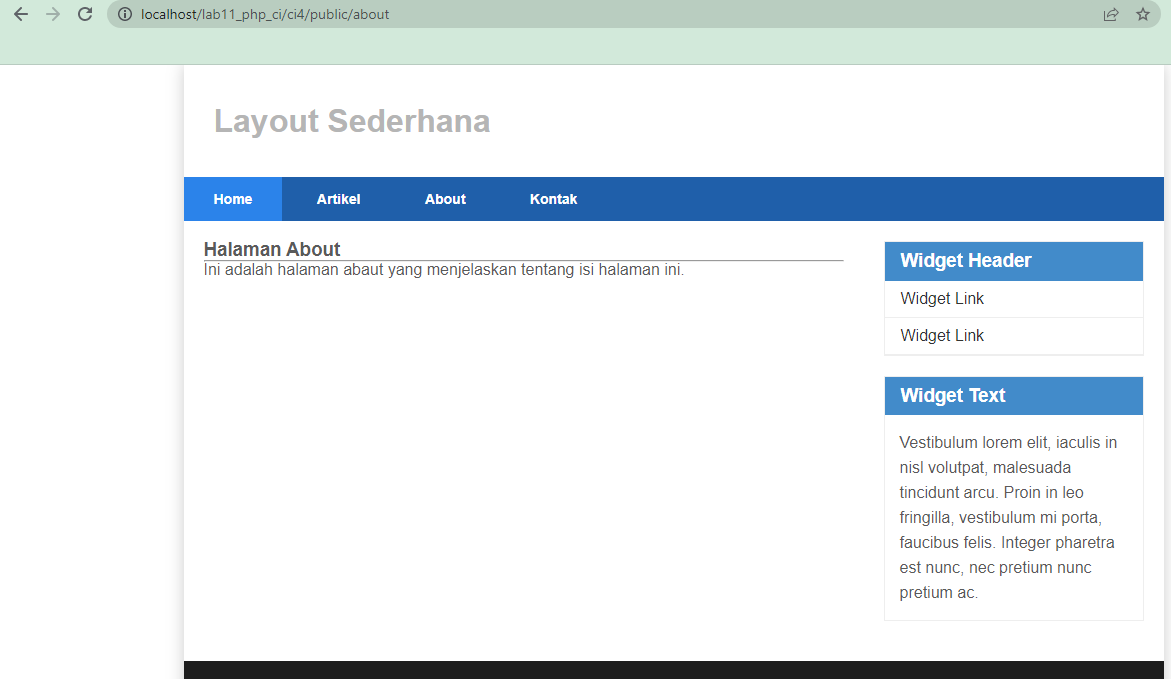 localhost/lab11_php_ci/ci4/public/about
Layout Sederhana
Home Artikel About Kontak
Halaman About
Ini adalah halaman abaut yang menjelaskan tentang isi halaman ini.
Widget Header
Widget Link
Widget Link
Widget Text
Vestibulum lorem elit, iaculis in
nisl volutpat, malesuada
tincidunt arcu. Proin in leo
fringilla, vestibulum mi porta,
faucibus felis. Integer pharetra
est nunc, nec pretium nunc
pretium ac.